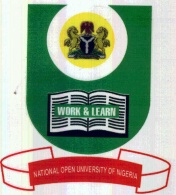 WORK & LEARN
NATIONAL OPEN UNIVERSITY OF NIGERIA